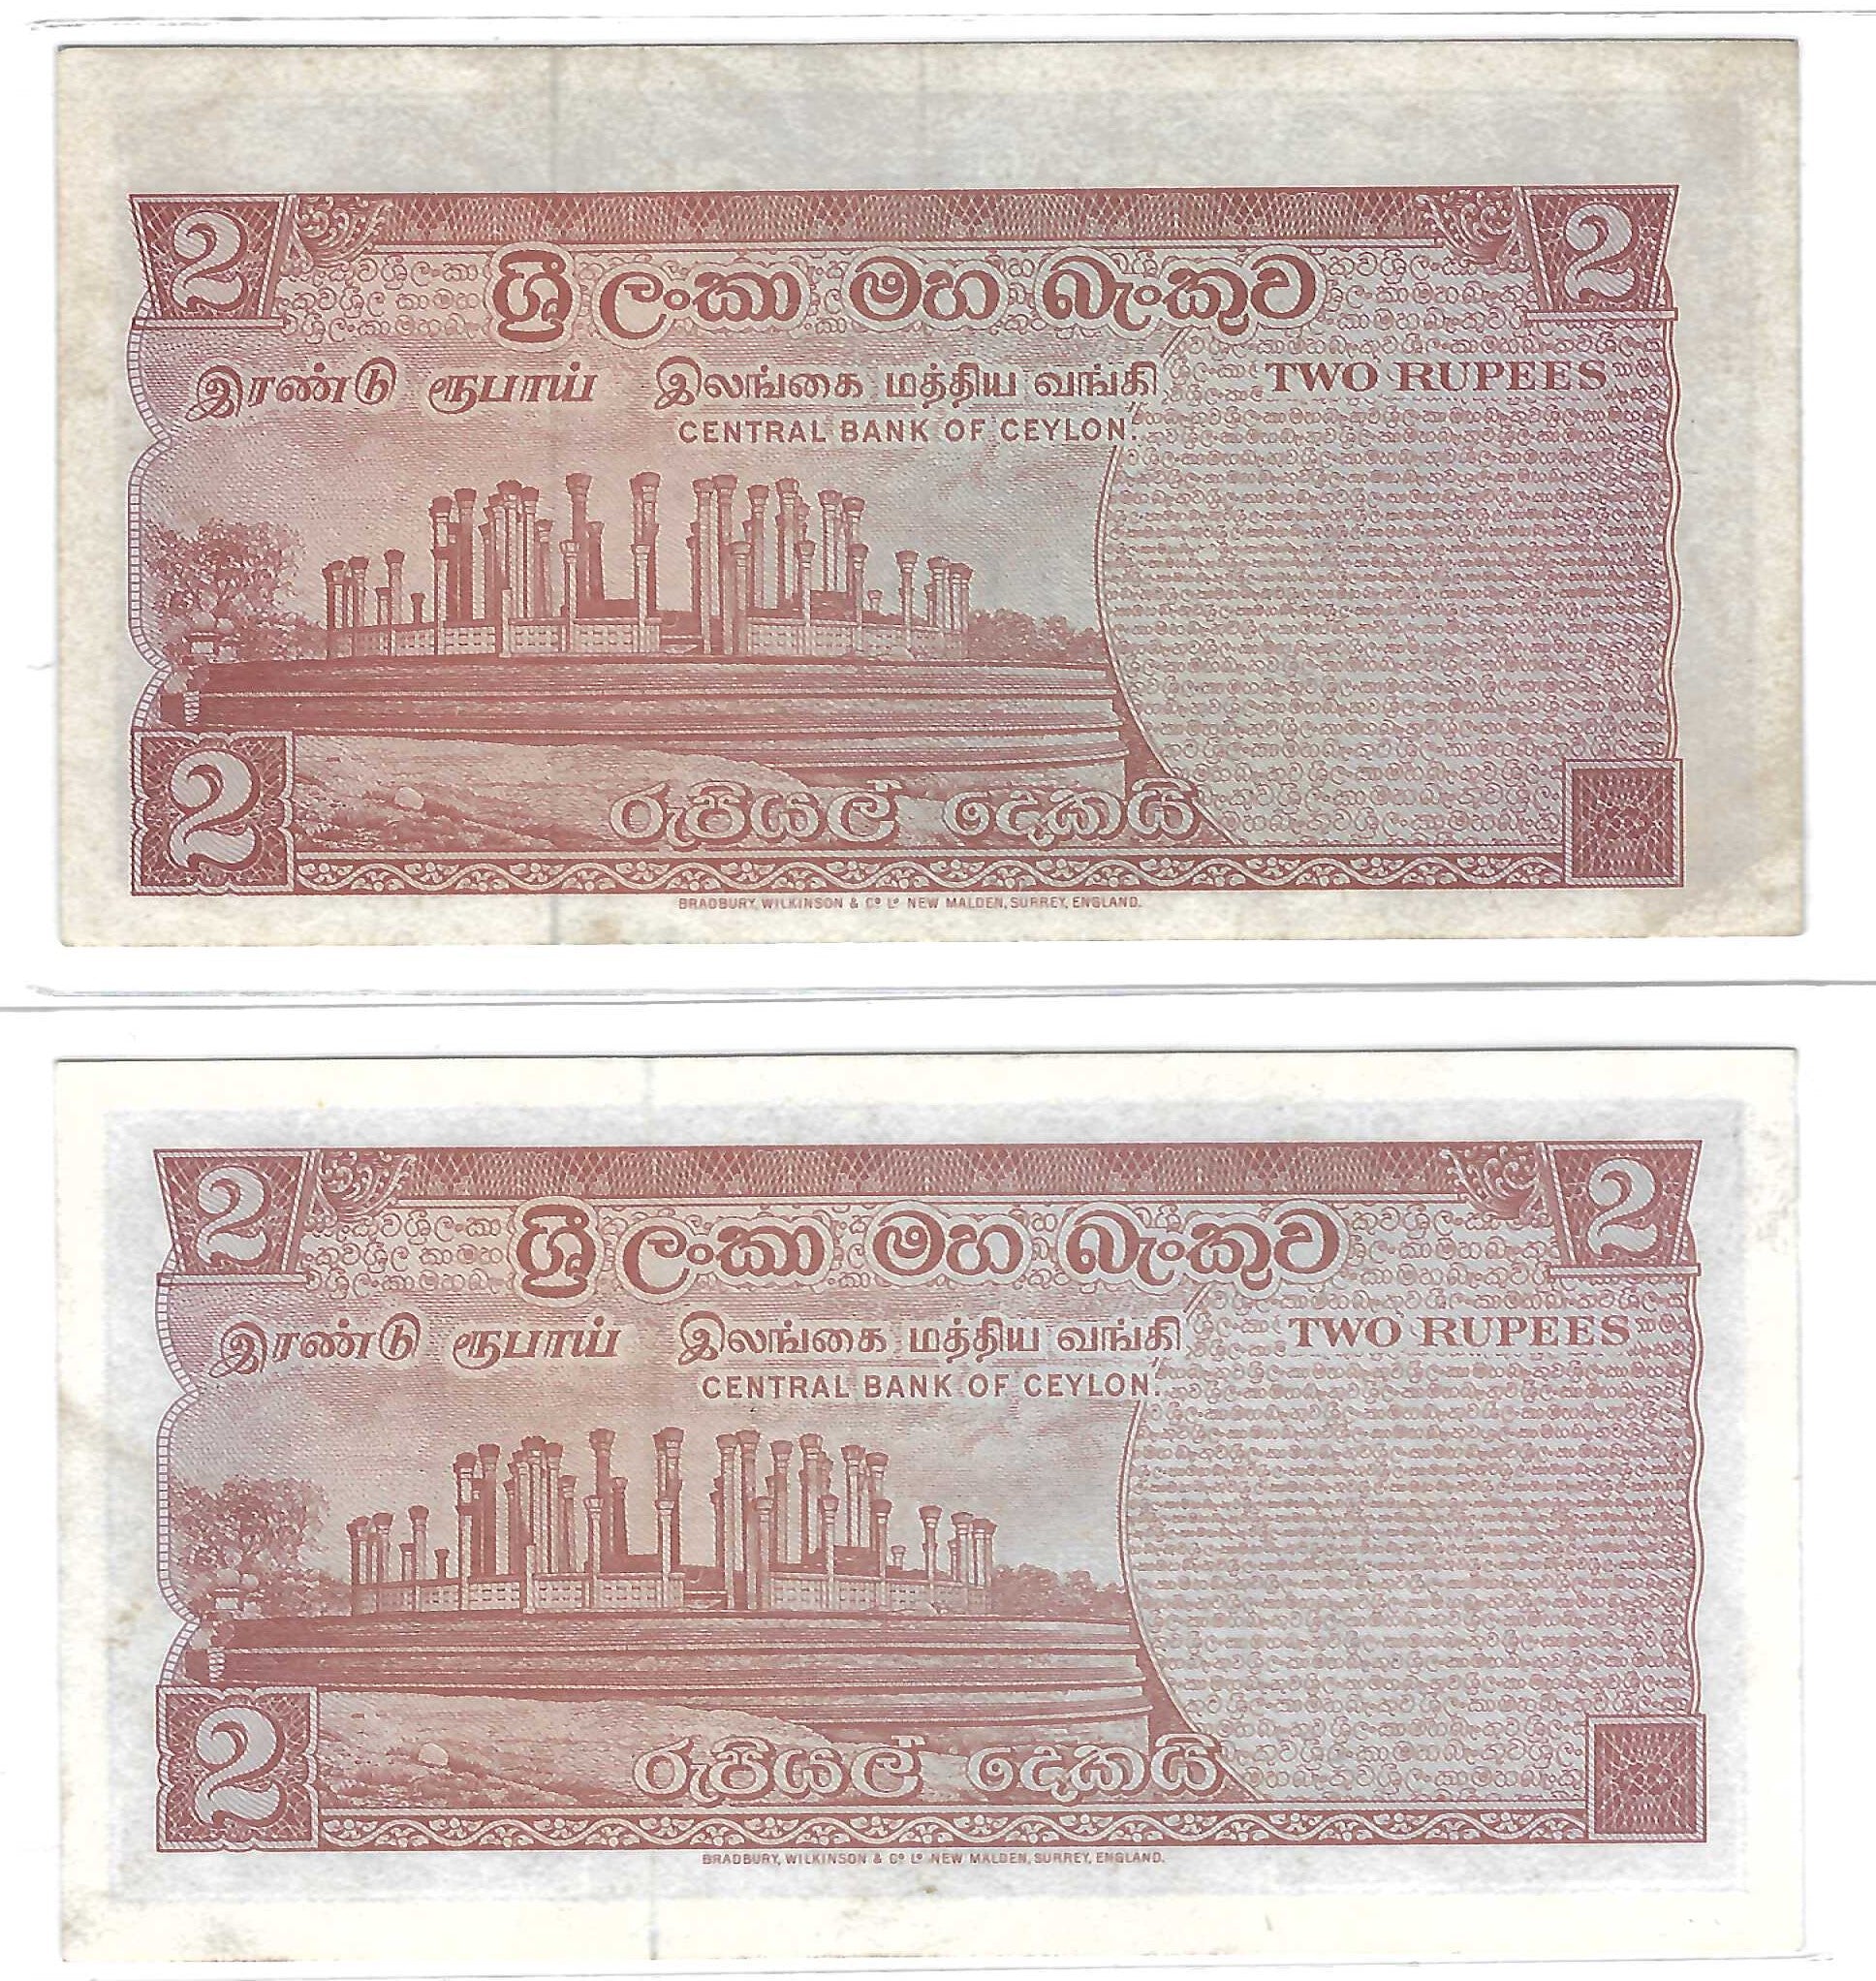 2 2
ශ්‍රී ලංකා මහ බැංකුව
இரண்டு ரூபாய் இலங்கை மத்திய வங்கி TWO RUPEES
CENTRAL BANK OF CEYLON.
2 රුපියල් දෙකයි
BRADBURY, WILKINSON & Cº Lº NEW MALDEN, SURREY, ENGLAND.
2 2
ශ්‍රී ලංකා මහ බැංකුව
இரண்டு ரூபாய் இலங்கை மத்திய வங்கி TWO RUPEES
CENTRAL BANK OF CEYLON.
2 රුපියල් දෙකයි
BRADBURY, WILKINSON & Cº Lº NEW MALDEN, SURREY, ENGLAND.